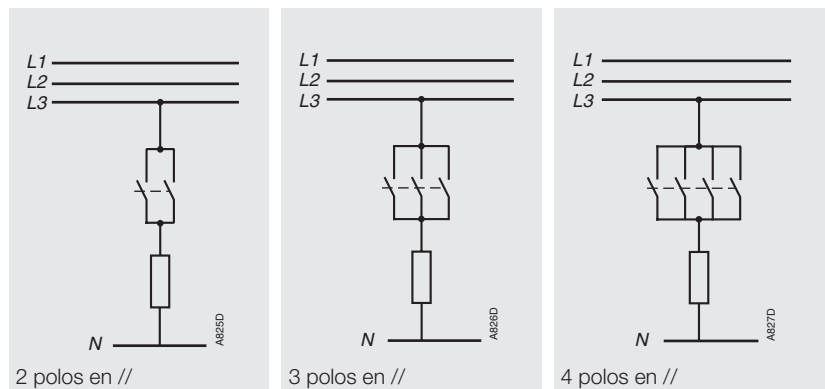 L1
L2
L3
N
A825D
2 polos en //
L1
L2
L3
N
A826D
3 polos en //
L1
L2
L3
N
A827D
4 polos en //